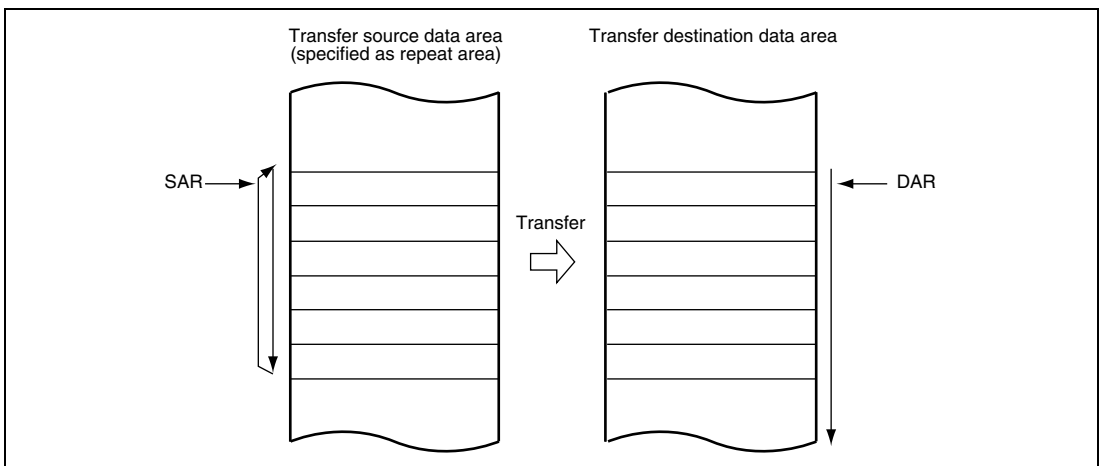 Transfer source data area
(specified as repeat area)
Transfer destination data area
SAR
Transfer
DAR